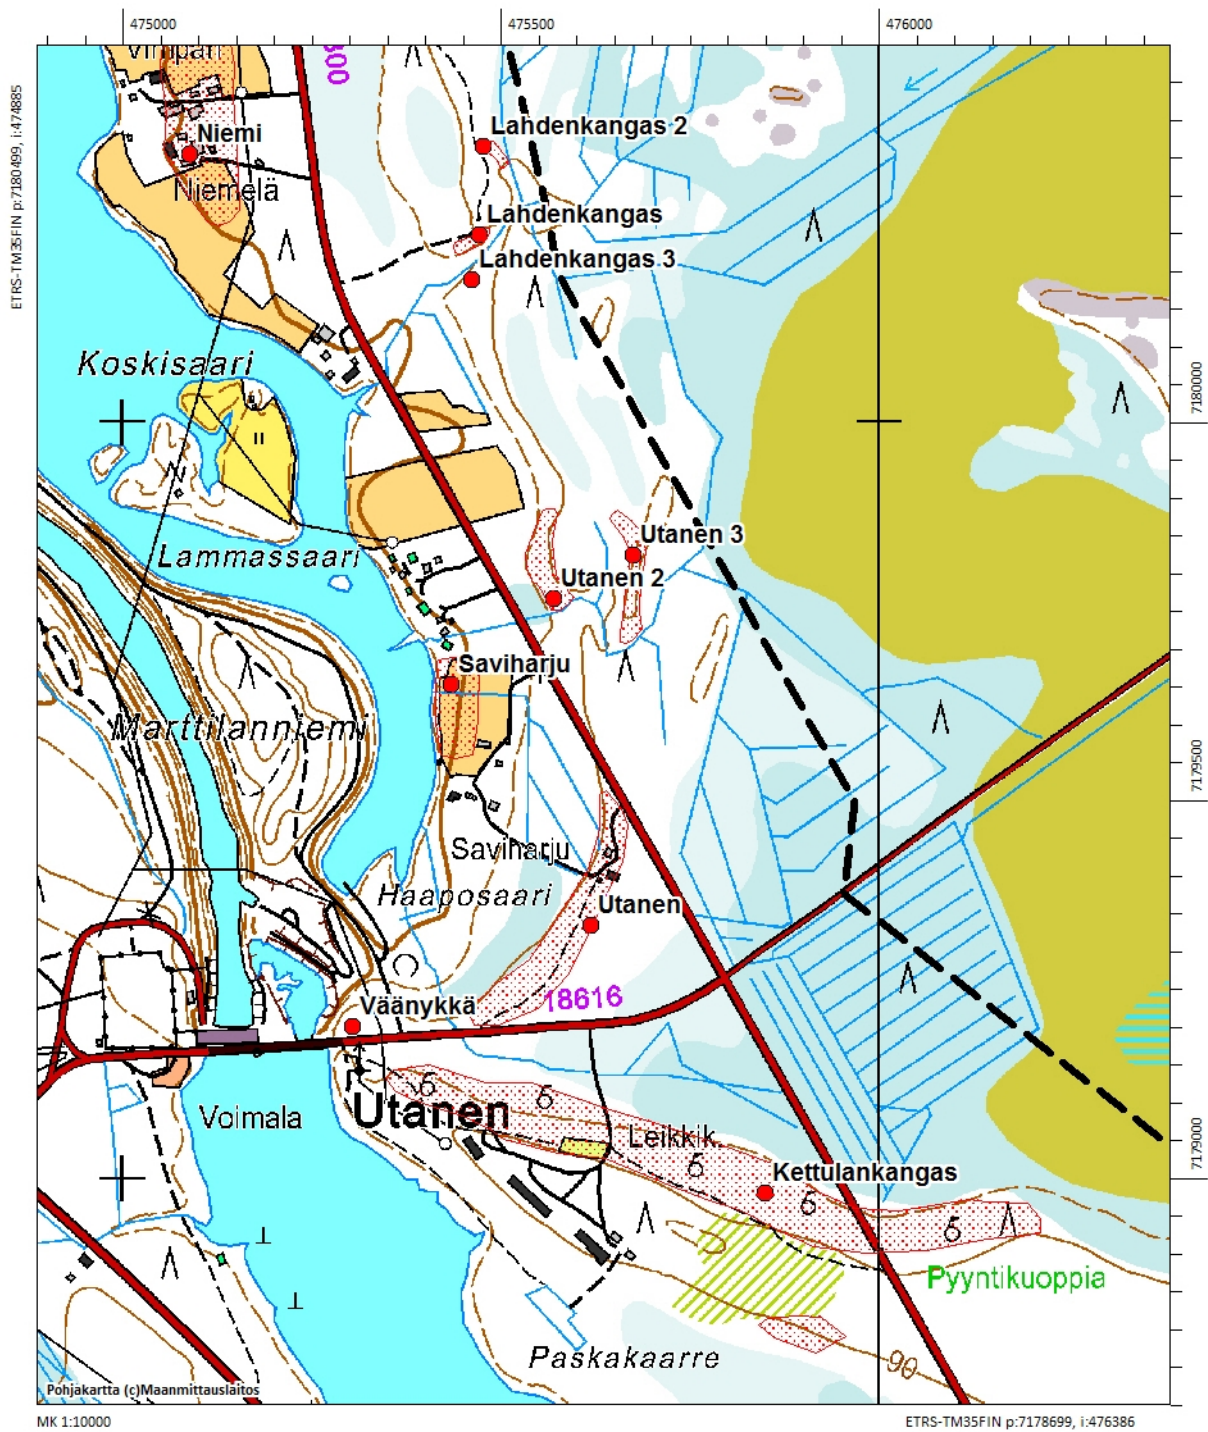 475000
475500
476000
ETRS-TM35FIN p:7180499, i:474885
Niemi
Niemelä
Lahdenkangas 2
Lahdenkangas
Lahdenkangas 3
Koskisaari
7180000
Lammassaari
Utanen 3
Utanen 2
Saviharju
Marttilanniemi
7179500
Saviharju
Haaposaari
Utanen
18616
Väänykkä
Utanen
Voimala
Leikkik.
7179000
Kettulankangas
Pyyntikuoppia
Paskakaarre
90
Pohjakartta (c)Maanmittauslaitos
MK 1:10000
ETRS-TM35FIN p:7178699, i:476386